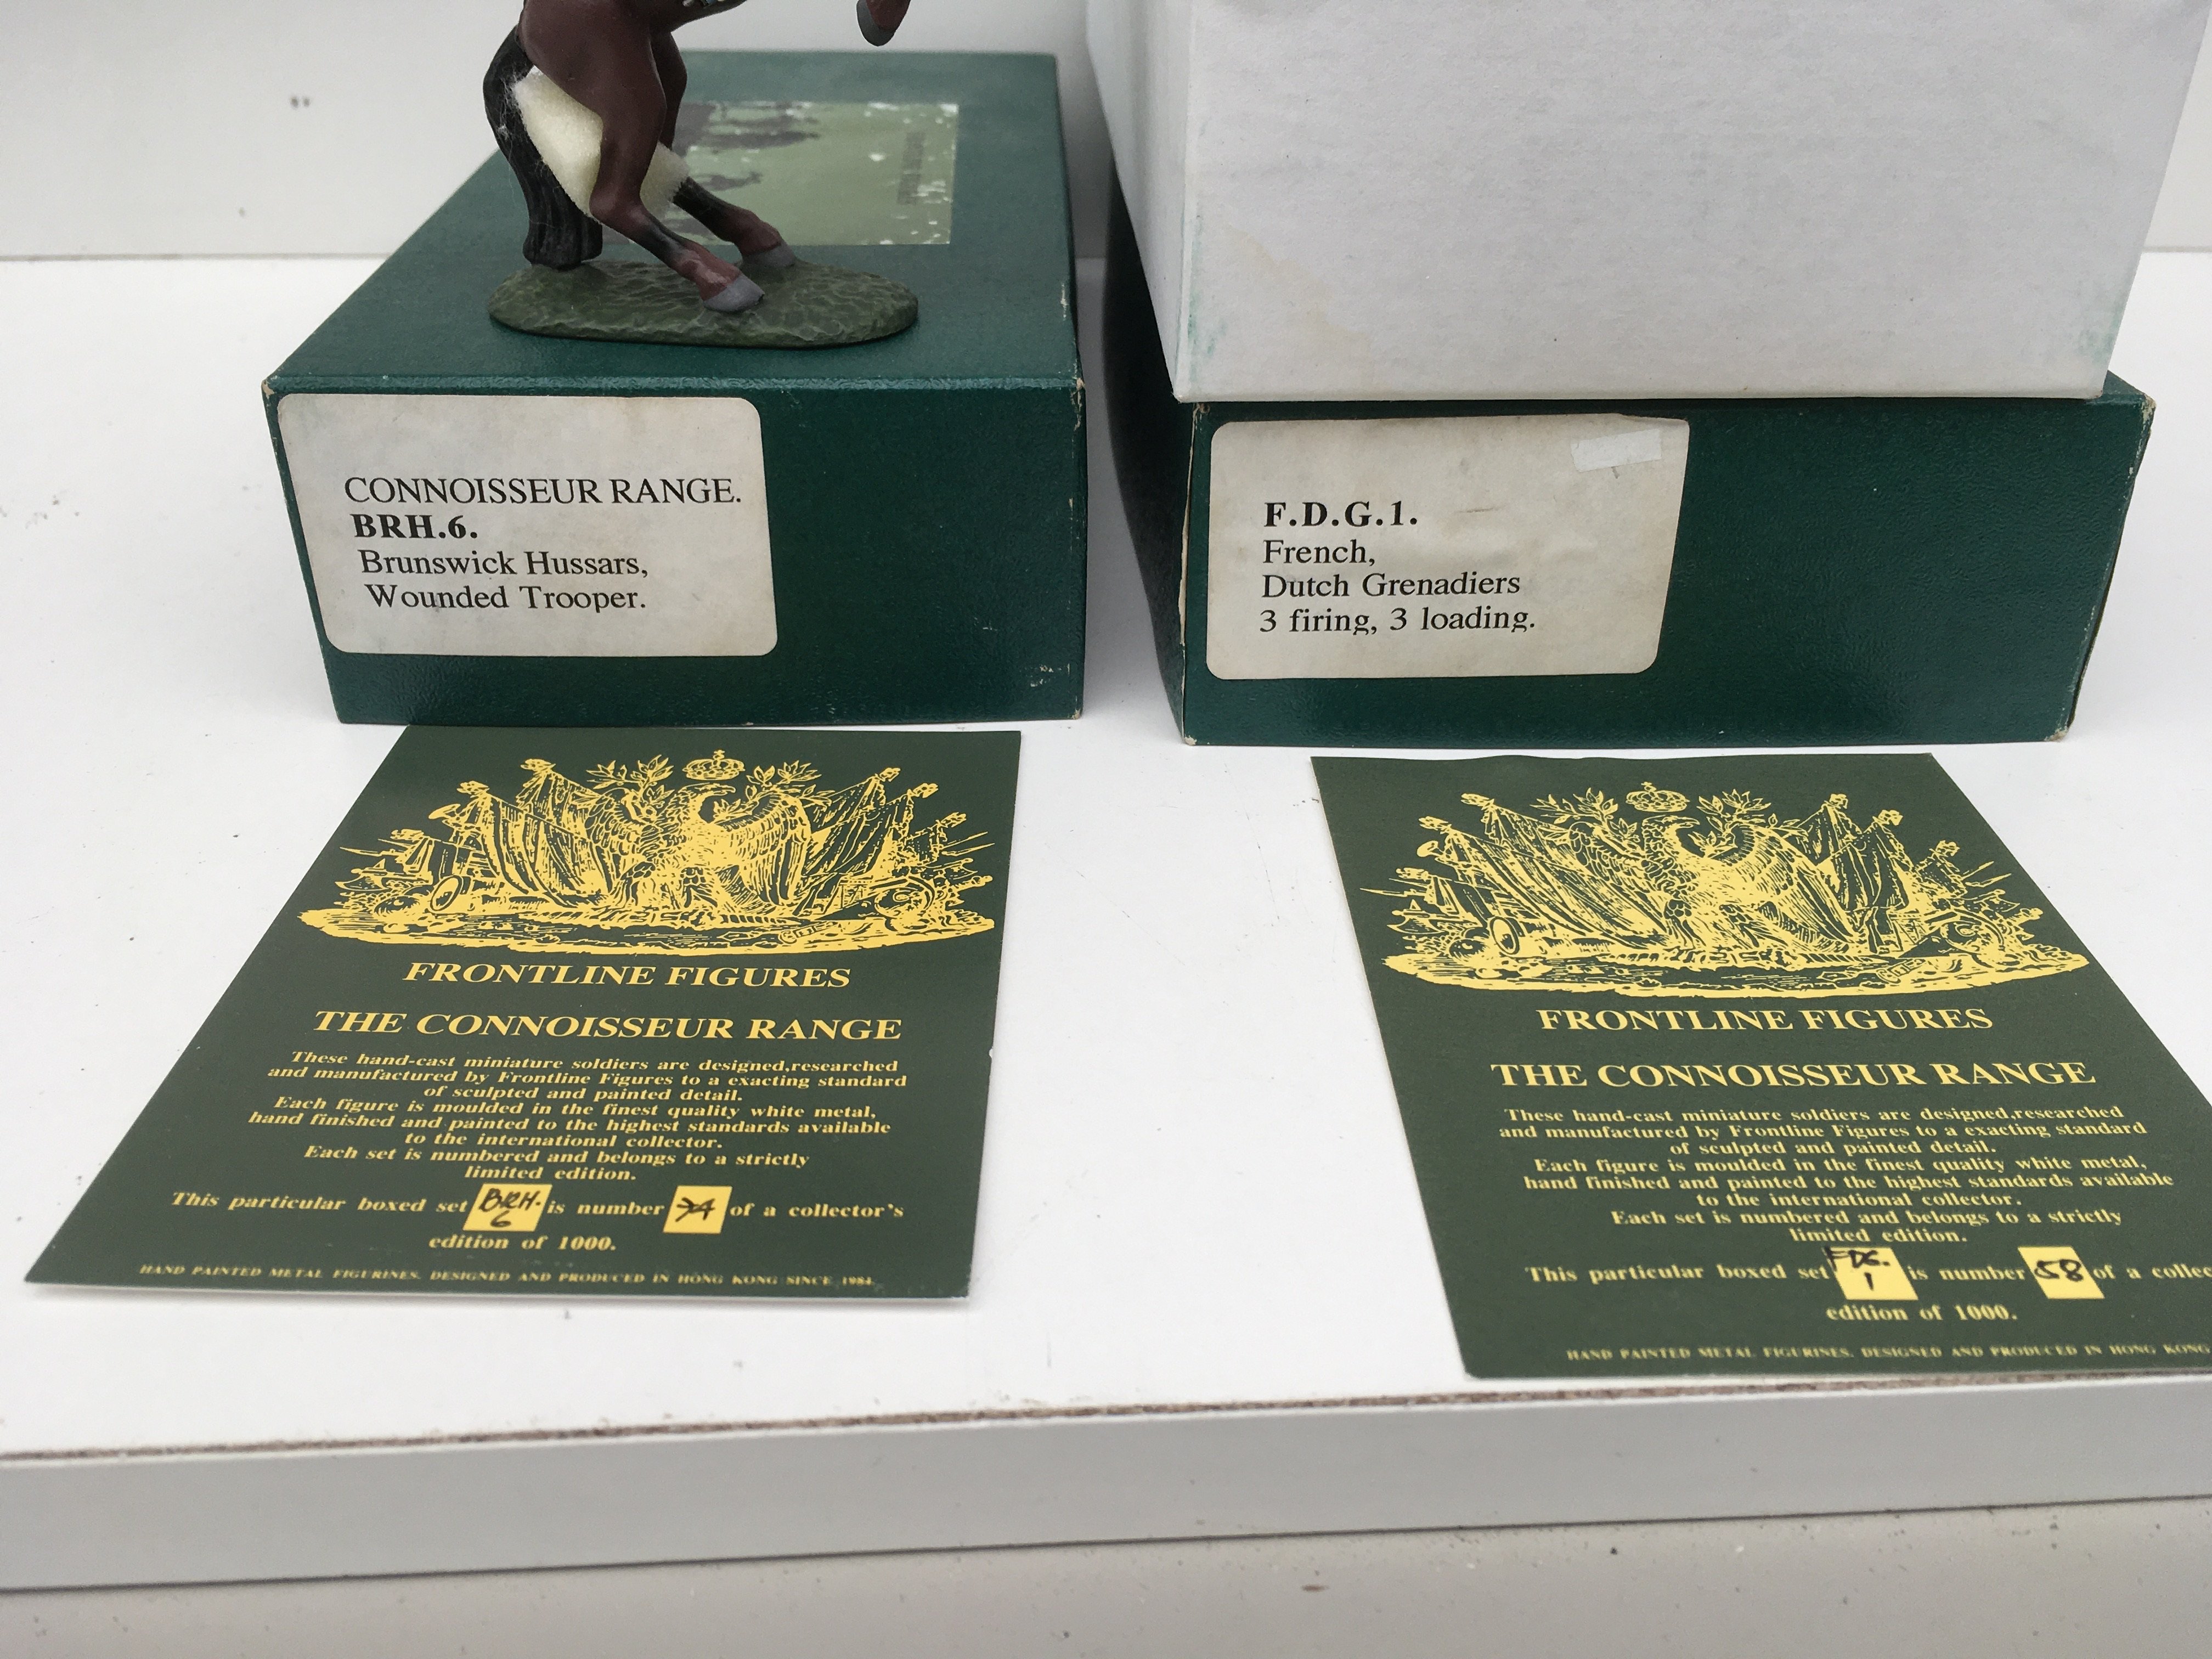 CONNOISSEUR RANGE.
BRH.6.
Brunswick Hussars,
Wounded Trooper.
F.D.G.1.
French,
Dutch Grenadiers
3 firing, 3 loading.
FRONTLINE FIGURES
THE CONNOISSEUR RANGE
These hand-cast miniature soldiers are designed,researched
and manufactured by Frontline Figures to a exacting standard
of sculpted and painted detail.
Each figure is moulded in the finest quality white metal,
hand finished and painted to the highest standards available
to the international collector.
Each set is numbered and belongs to a strictly
limited edition.
This particular boxed set BRH. 6 is number of a collector's
edition of 1000.
HAND PAINTED METAL FIGURINES. DESIGNED AND PRODUCED IN HONG KONG SINCE 1984.
FRONTLINE FIGURES
THE CONNOISSEUR RANGE
These hand-cast miniature soldiers are designed,researched
and manufactured by Frontline Figures to a exacting standard
of sculpted and painted detail.
Each figure is moulded in the finest quality white metal,
hand finished and painted to the highest standards available
to the international collector.
Each set is numbered and belongs to a strictly
limited edition.
This particular boxed set FDG. 1 is number 58 of a collec
edition of 1000.
HAND PAINTED METAL FIGURINES. DESIGNED AND PRODUCED IN HONG KONG